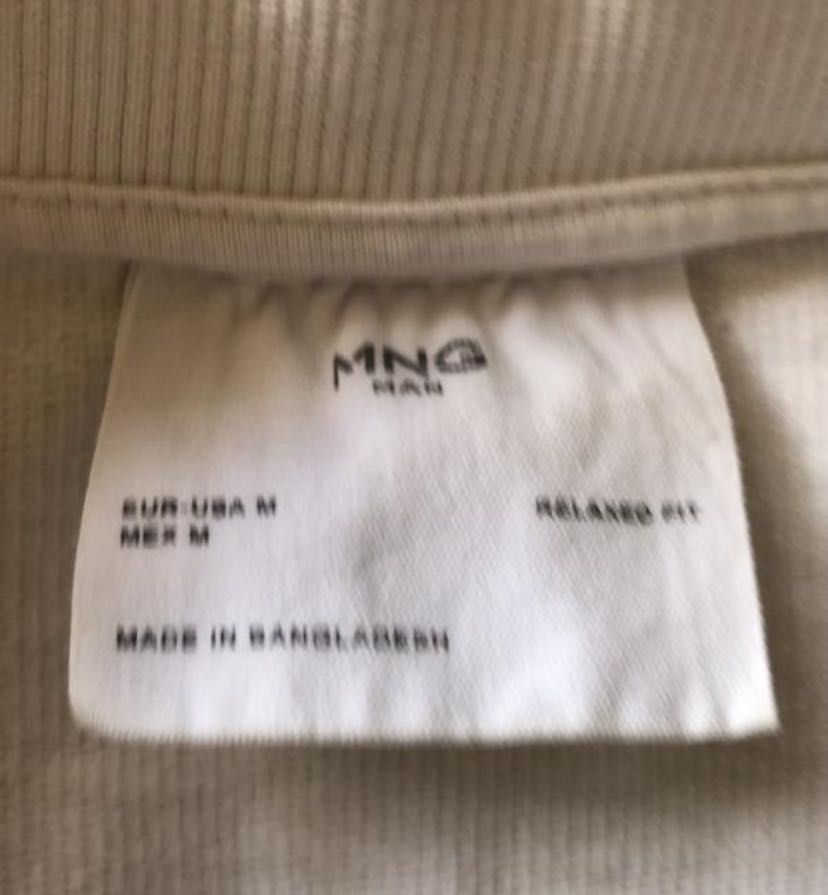 MNG
MAN
EUR-USA M
MEX M
RELAXED FIT
MADE IN BANGLADESH